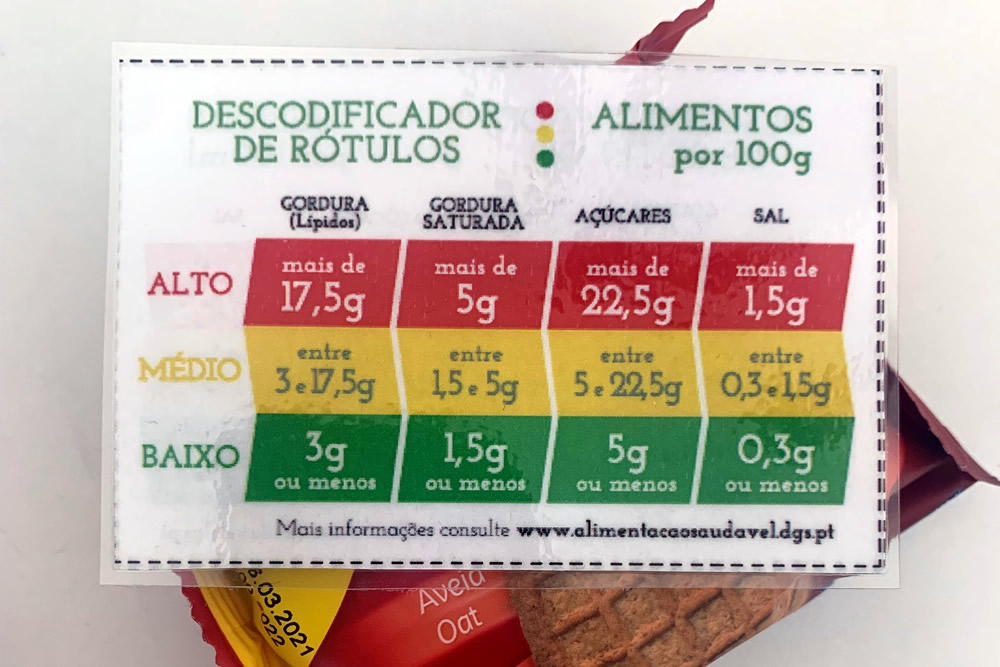 DESCODIFICADOR
DE RÓTULOS
ALIMENTOS
por 100g
GORDURA
(Lípidos)
GORDURA
SATURADA
AÇÚCARES
SAL
ALTO
mais de
17,5g
mais de
5g
mais de
22,5g
mais de
1,5g
MÉDIO
entre
3 e 17,5g
entre
1,5 e 5g
entre
5 e 22,5g
entre
0,3 e 1,5g
BAIXO
3g
ou menos
1,5g
ou menos
5g
ou menos
0,3g
ou menos
Mais informações consulte www.alimentacaosaudavel.dgs.pt
.03.2021
Aveia
Oat